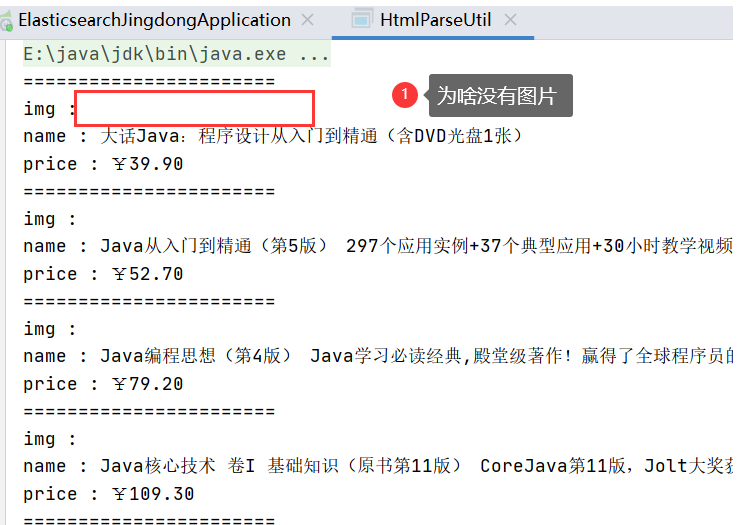 ElasticsearchJingdongApplication
HtmlParseUtil
E:\java\jdk\bin\java.exe ...
=======================
img :
1 为啥没有图片
name : 大话Java：程序设计从入门到精通（含DVD光盘1张）
price : ￥39.90
=======================
img :
name : Java从入门到精通（第5版） 297个应用实例+37个典型应用+30小时教学视频
price : ￥52.70
=======================
img :
name : Java编程思想（第4版） Java学习必读经典,殿堂级著作！赢得了全球程序员的
price : ￥79.20
=======================
img :
name : Java核心技术 卷I 基础知识（原书第11版） CoreJava第11版，Jolt大奖获
price : ￥109.30
=======================